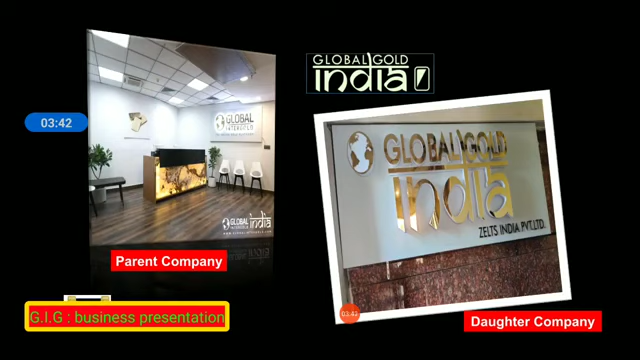 GLOBAL GOLD
india
03:42
GLOBAL
INTERGOLD
GLOBAL GOLD
india
ZELTS INDIA PVT.LTD.
GLOBAL
INTERGOLD
india
Parent Company
G.I.G : business presentation
03:42
Daughter Company